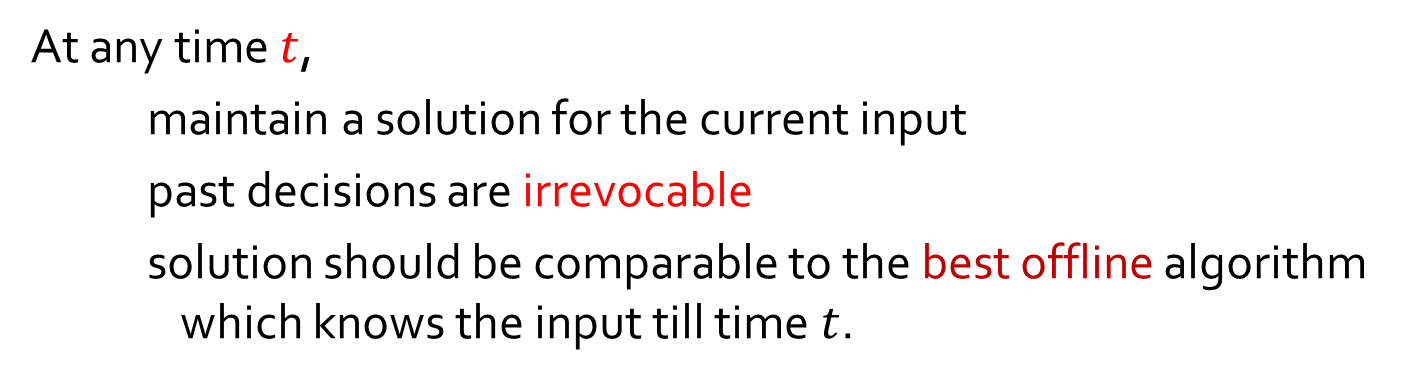 At any time t,
maintain a solution for the current input
past decisions are irrevocable
solution should be comparable to the best offline algorithm
which knows the input till time t.